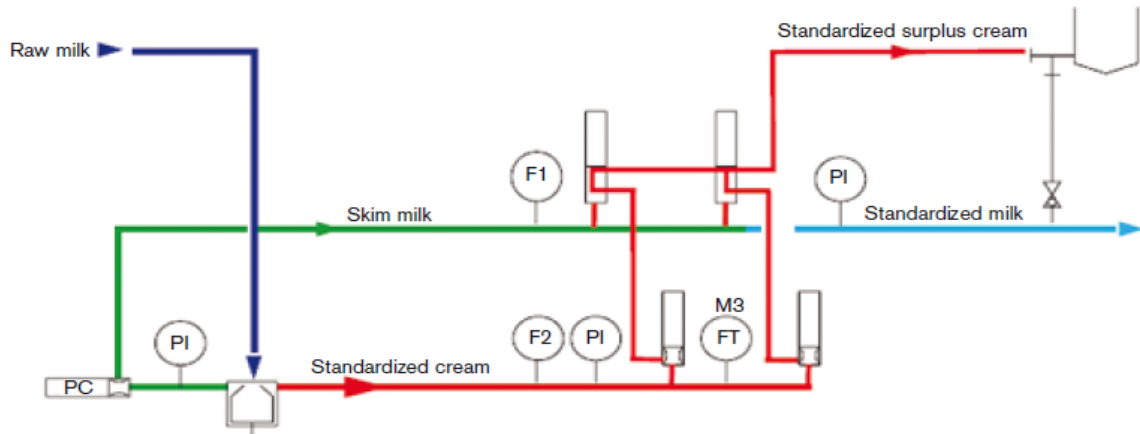 Standardized surplus cream
Raw milk
F1
PI
Skim milk
Standardized milk
M3
PI
F2
PI
FT
Standardized cream
PC